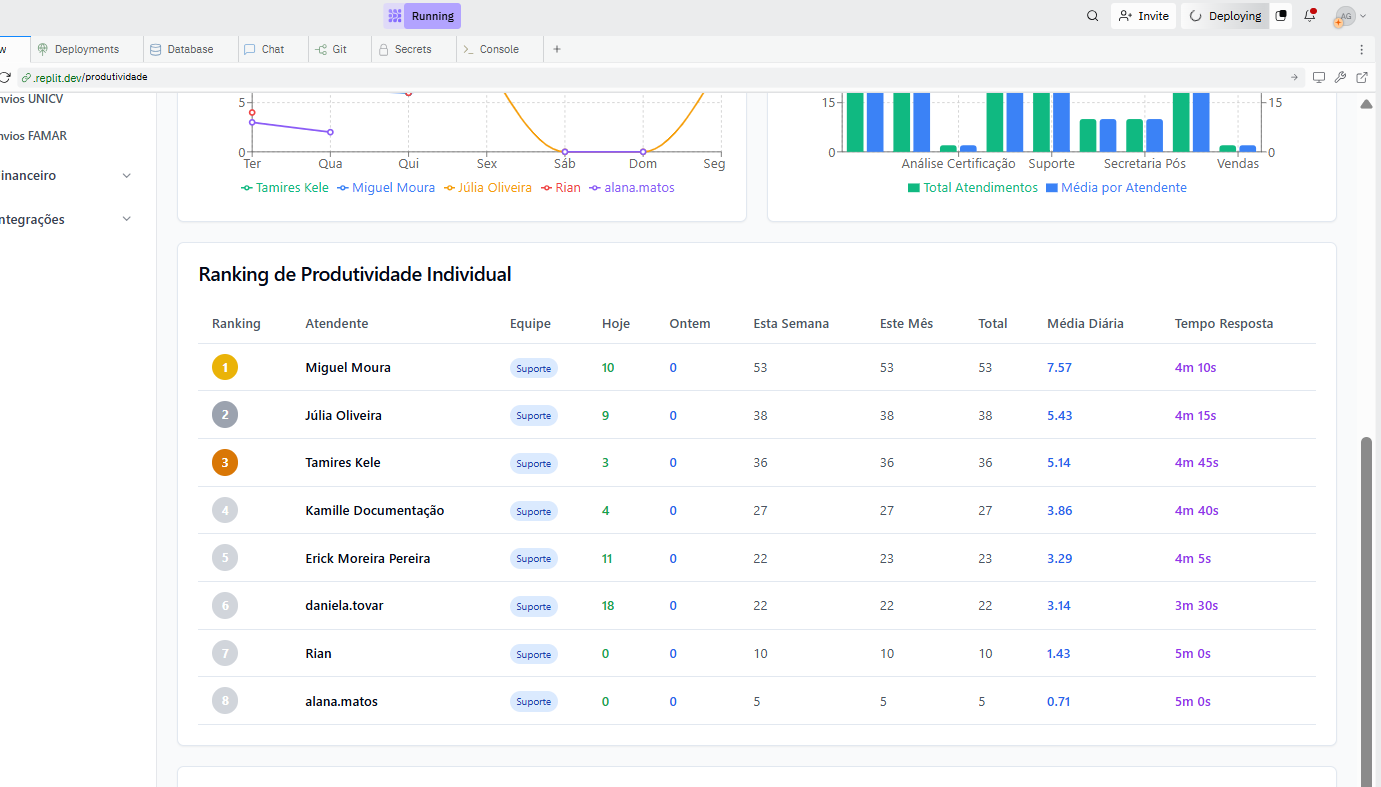 Running
Invite
Deploying
AG
w
Deployments
Database
Chat
Git
Secrets
Console
.replit.dev/produtividade
nvios UNICV
nvios FAMAR
inanceiro
ntegrações
5
0
Ter Qua Qui Sex Sáb Dom Seg
Tamires Kele Miguel Moura Júlia Oliveira Rian alana.matos
15 15
0 0
Análise Certificação Suporte Secretaria Pós Vendas
Total Atendimentos Média por Atendente
Ranking de Produtividade Individual
Ranking Atendente Equipe Hoje Ontem Esta Semana Este Mês Total Média Diária Tempo Resposta
1 Miguel Moura Suporte 10 0 53 53 53 7.57 4m 10s
2 Júlia Oliveira Suporte 9 0 38 38 38 5.43 4m 15s
3 Tamires Kele Suporte 3 0 36 36 36 5.14 4m 45s
4 Kamille Documentação Suporte 4 0 27 27 27 3.86 4m 40s
5 Erick Moreira Pereira Suporte 11 0 22 23 23 3.29 4m 5s
6 daniela.tovar Suporte 18 0 22 22 22 3.14 3m 30s
7 Rian Suporte 0 0 10 10 10 1.43 5m 0s
8 alana.matos Suporte 0 0 5 5 5 0.71 5m 0s